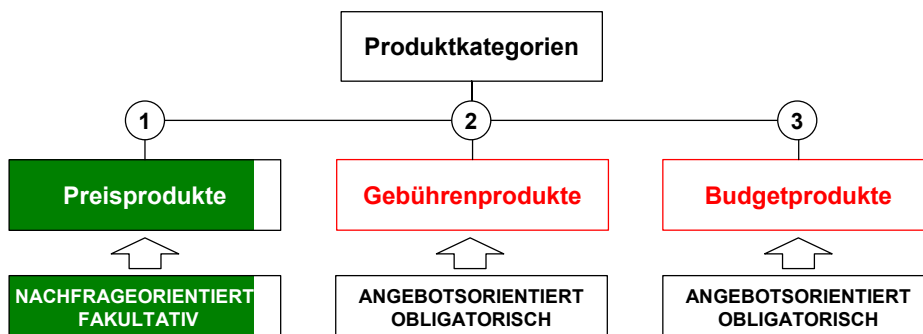 Produktkategorien
1
2
3
Preisprodukte
Gebührenprodukte
Budgetprodukte
NACHFRAGEORIENTIERT
FAKULTATIV
ANGEBOTSORIENTIERT
OBLIGATORISCH
ANGEBOTSORIENTIERT
OBLIGATORISCH